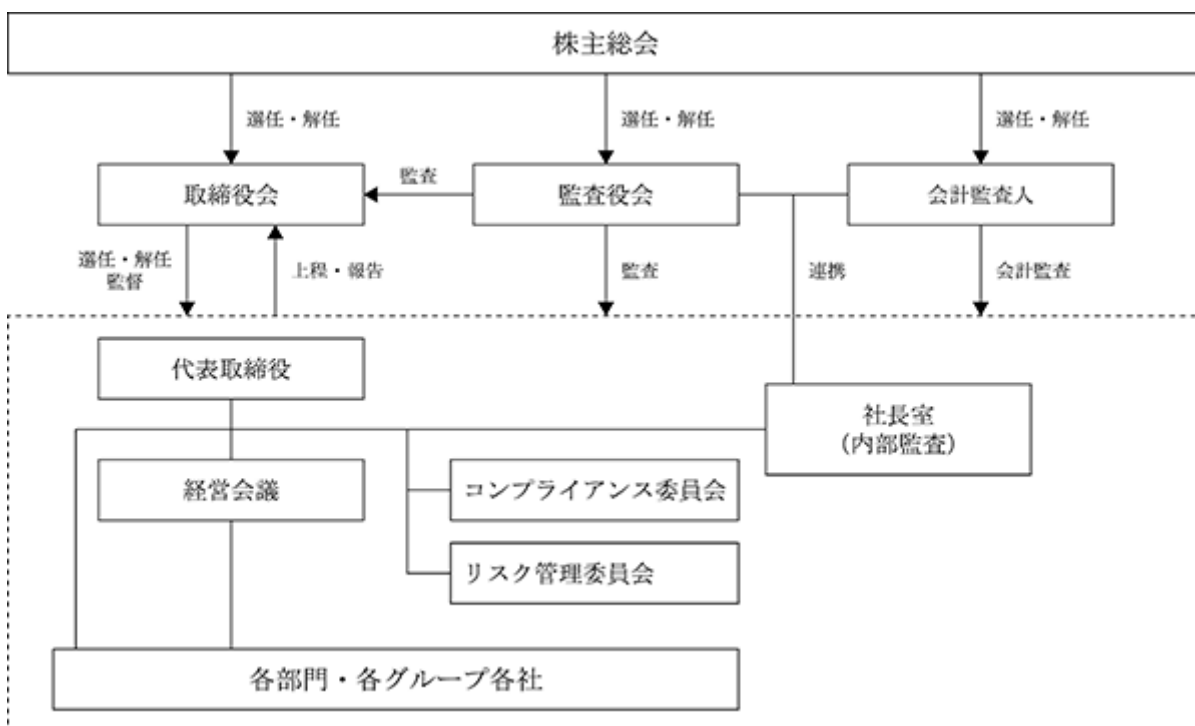 株主総会
選任・解任
選任・解任
選任・解任
取締役会
監査
監査役会
会計監査人
選任・解任
監督
上程・報告
監査
連携
会計監査
代表取締役
社長室
（内部監査）
経営会議
コンプライアンス委員会
リスク管理委員会
各部門・各グループ各社